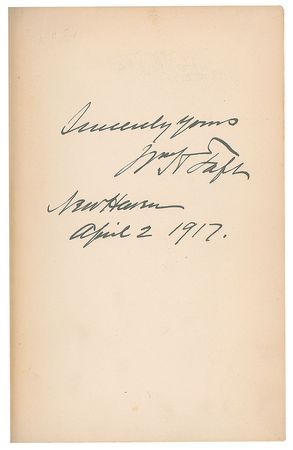 Sincerely yours
Wm H Taft
New Haven
April 2 1917.